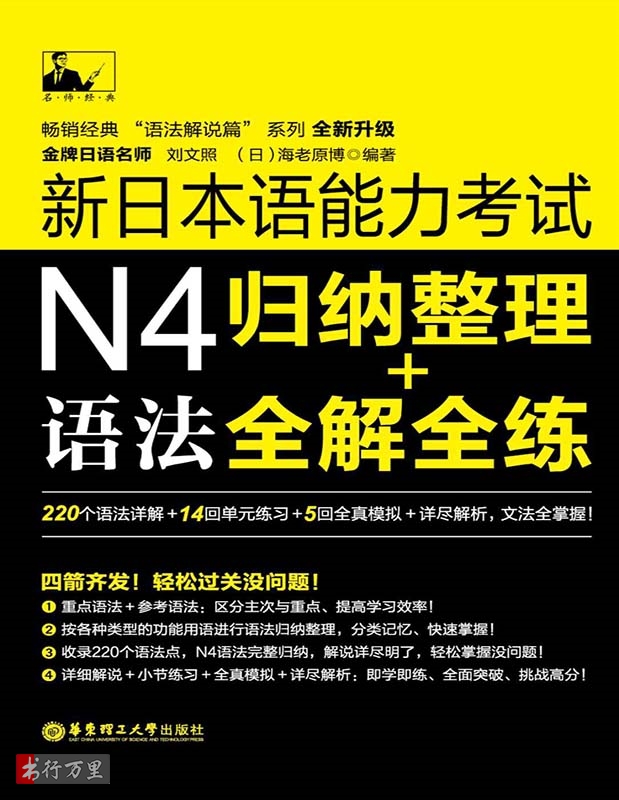 名·师·经·典
畅销经典 “语法解说篇” 系列 全新升级
金牌日语名师 刘文照 （日）海老原博◎编著
新日本语能力考试
N4 归纳整理
+
语法 全解全练
220个语法详解+14回单元练习+5回全真模拟+详尽解析，文法全掌握！
四箭齐发！轻松过关没问题！
❶ 重点语法+参考语法：区分主次与重点、提高学习效率！
❷ 按各种类型的功能用语进行语法归纳整理，分类记忆、快速掌握！
❸ 收录220个语法点，N4语法完整归纳，解说详尽明了，轻松掌握没问题！
❹ 详细解说+小节练习+全真模拟+详尽解析：即学即练、全面突破、挑战高分！
华东理工大学出版社
EAST CHINA UNIVERSITY OF SCIENCE AND TECHNOLOGY PRESS
书行万里